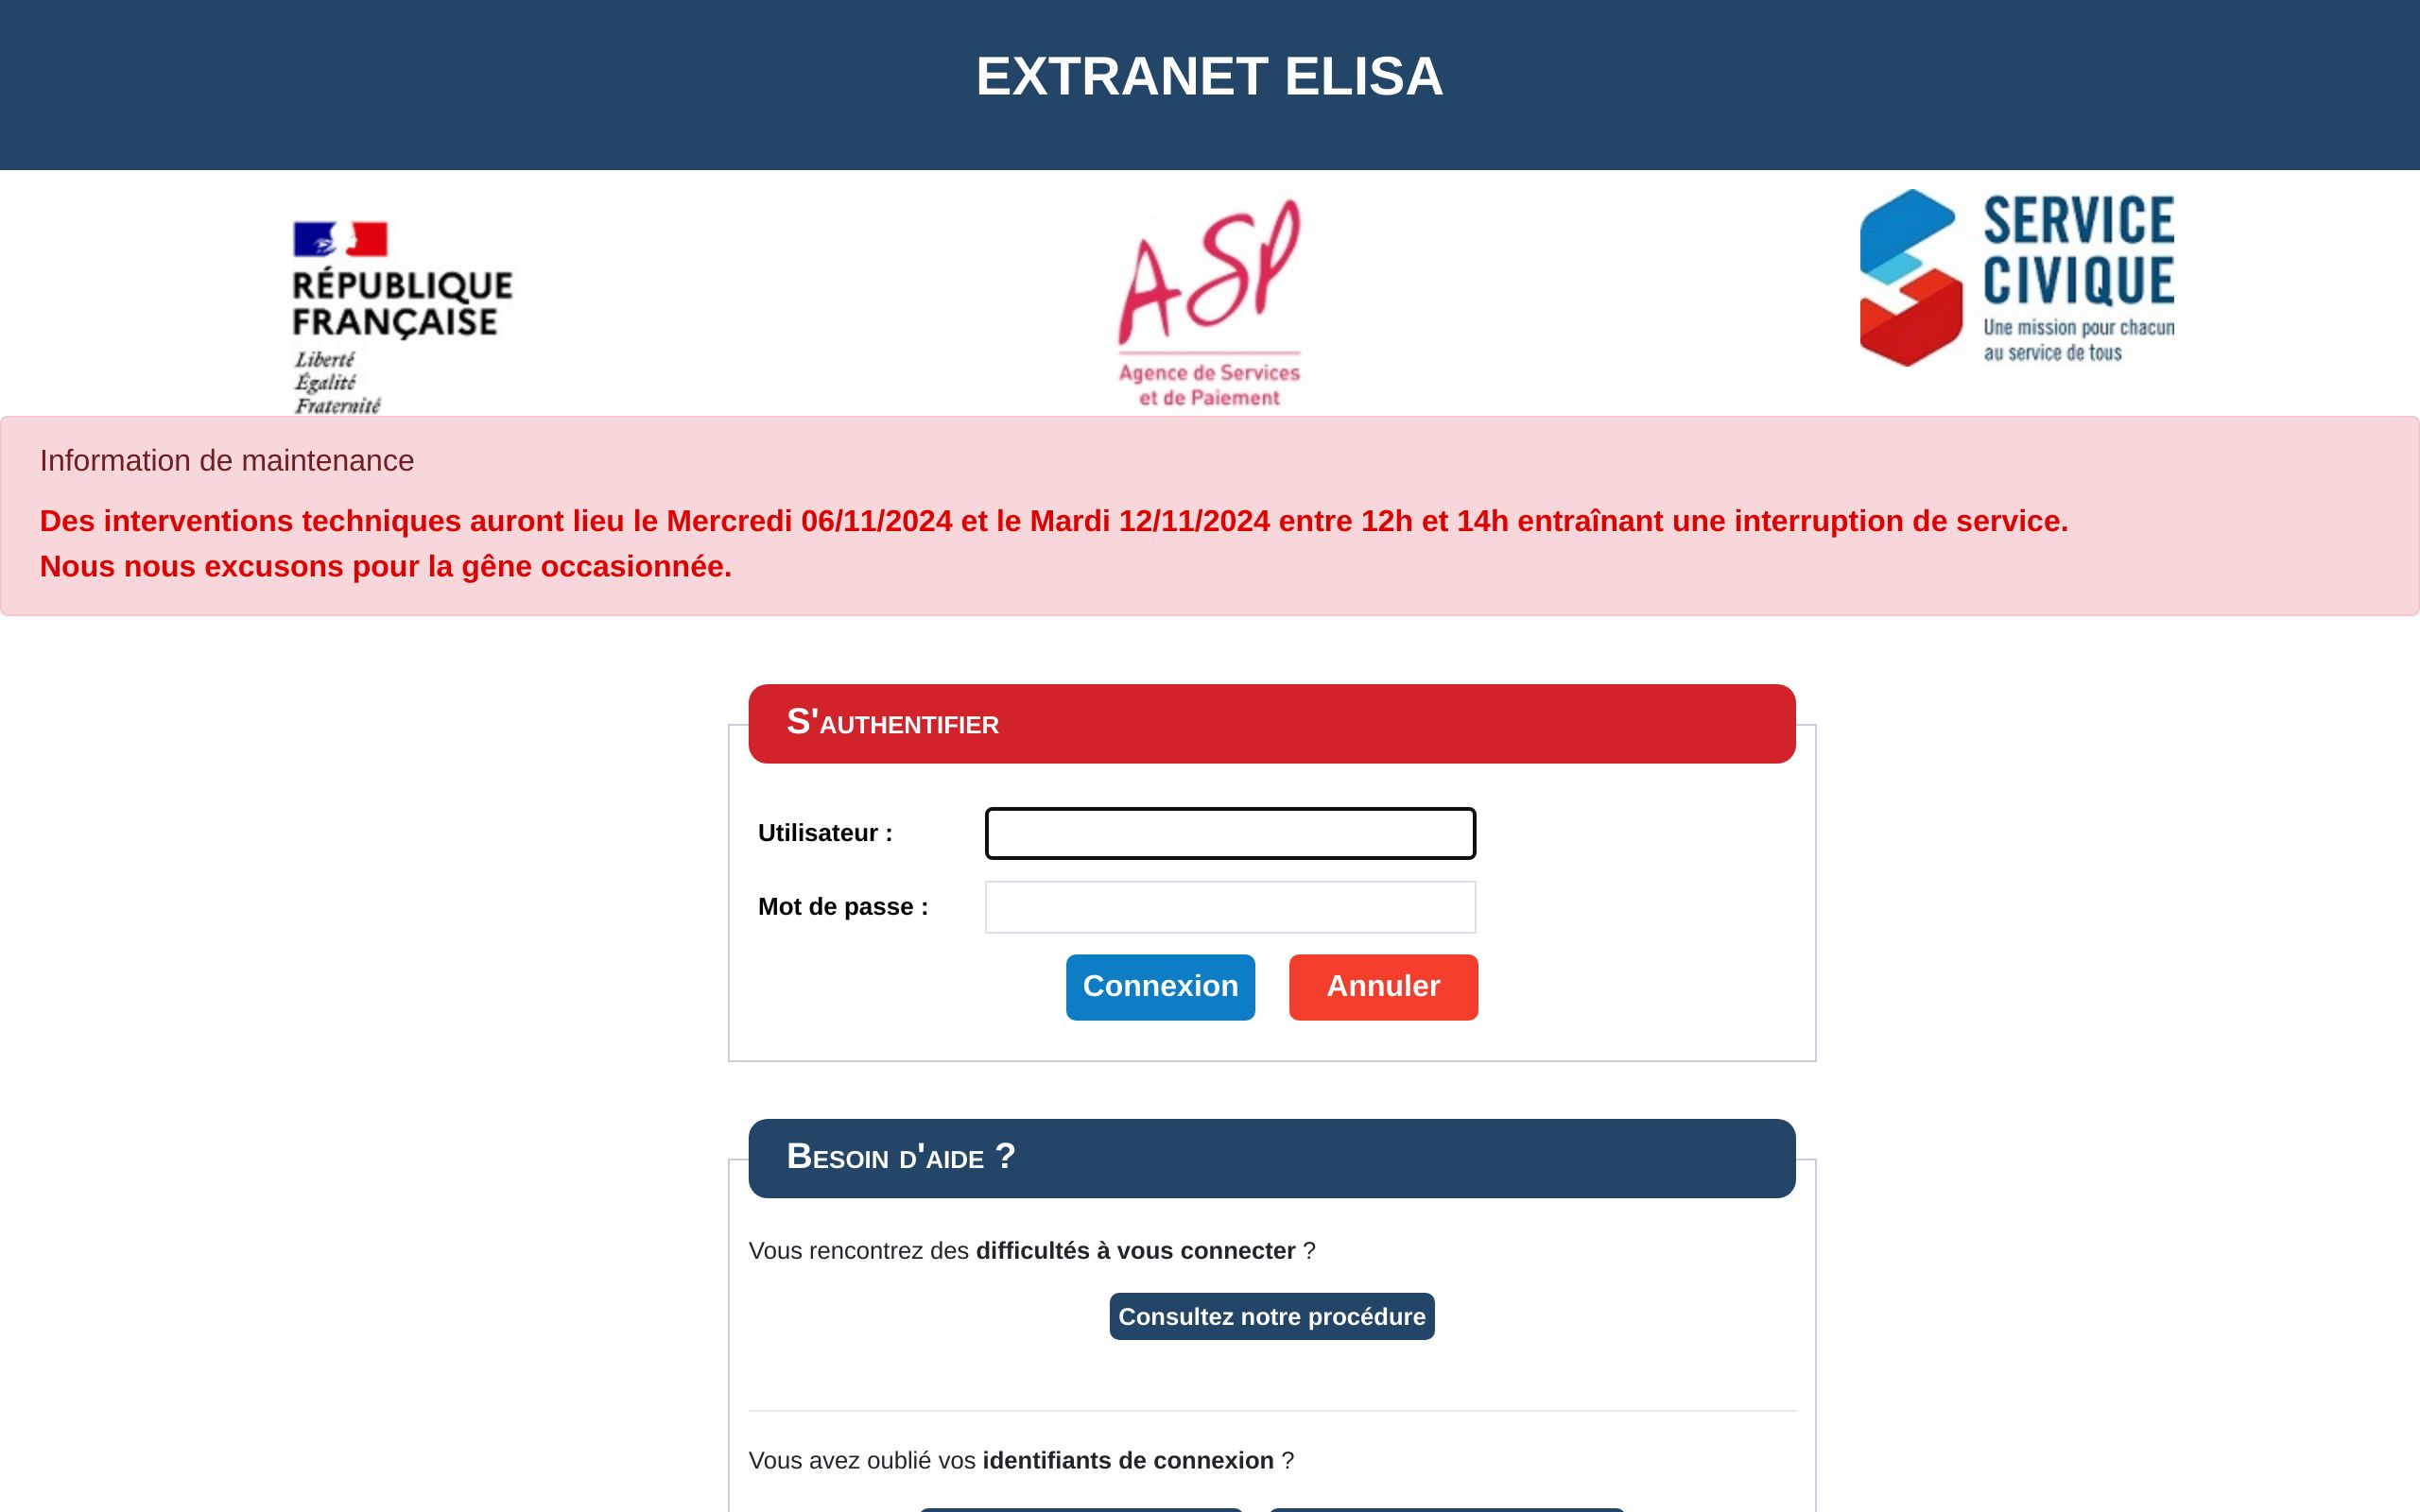 EXTRANET ELISA
RÉPUBLIQUE
FRANÇAISE
Liberté
Égalité
Fraternité
ASP
Agence de Services
et de Paiement
SERVICE
CIVIQUE
Une mission pour chacun
au service de tous
Information de maintenance
Des interventions techniques auront lieu le Mercredi 06/11/2024 et le Mardi 12/11/2024 entre 12h et 14h entraînant une interruption de service.
Nous nous excusons pour la gêne occasionnée.
S'AUTHENTIFIER
Utilisateur :
Mot de passe :
Connexion Annuler
BESOIN D'AIDE ?
Vous rencontrez des difficultés à vous connecter ?
Consultez notre procédure
Vous avez oublié vos identifiants de connexion ?